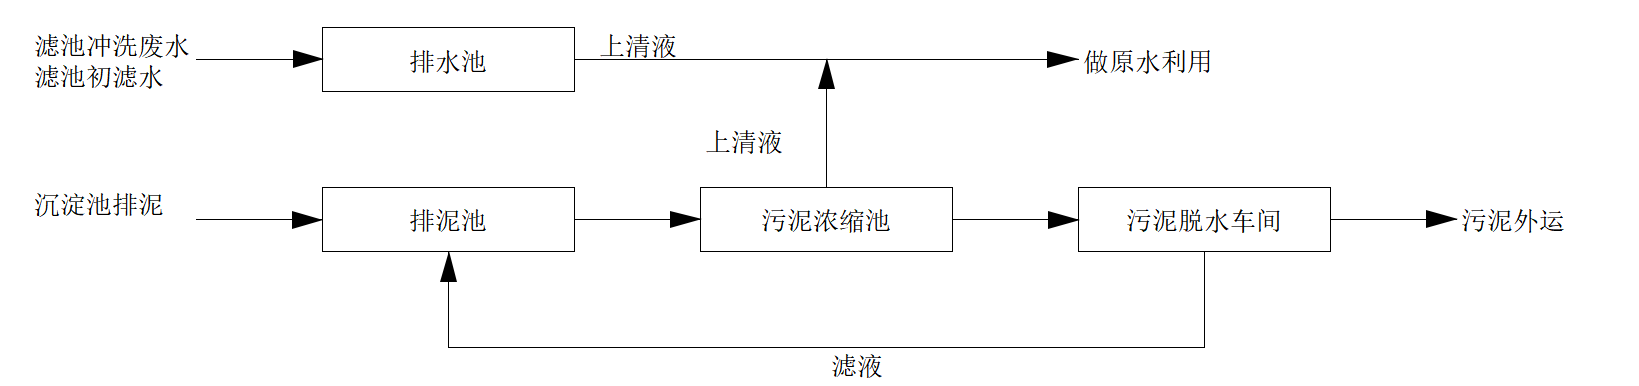 滤池冲洗废水
滤池初滤水
排水池
上清液
做原水利用
上清液
沉淀池排泥
排泥池
污泥浓缩池
污泥脱水车间
污泥外运
滤液